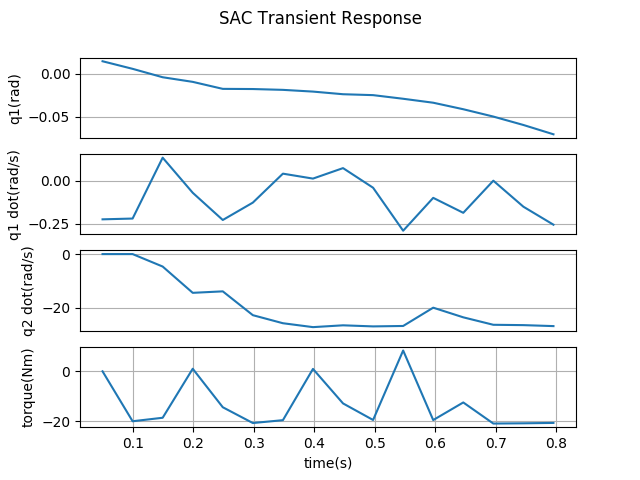 SAC Transient Response
q1(rad)
0.00
−0.05
q1 dot(rad/s)
0.00
−0.25
q2 dot(rad/s)
0
−20
torque(Nm)
0
−20
0.1 0.2 0.3 0.4 0.5 0.6 0.7 0.8
time(s)